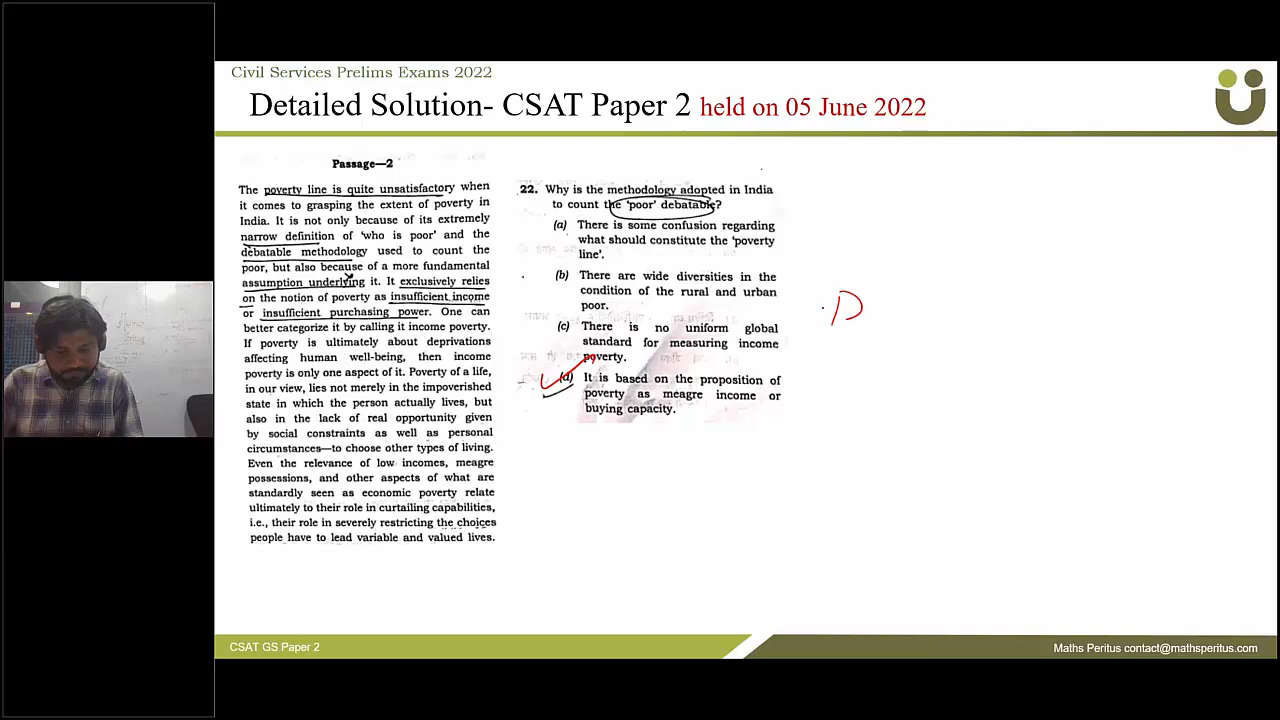 Civil Services Prelims Exams 2022
Detailed Solution- CSAT Paper 2 held on 05 June 2022
Passage—2
The poverty line is quite unsatisfactory when
it comes to grasping the extent of poverty in
India. It is not only because of its extremely
narrow definition of ‘who is poor’ and the
debatable methodology used to count the
poor, but also because of a more fundamental
assumption underlying it. It exclusively relies
on the notion of poverty as insufficient income
or insufficient purchasing power. One can
better categorize it by calling it income poverty.
If poverty is ultimately about deprivations
affecting human well-being, then income
poverty is only one aspect of it. Poverty of a life,
in our view, lies not merely in the impoverished
state in which the person actually lives, but
also in the lack of real opportunity given
by social constraints as well as personal
circumstances—to choose other types of living.
Even the relevance of low incomes, meagre
possessions, and other aspects of what are
standardly seen as economic poverty relate
ultimately to their role in curtailing capabilities,
i.e., their role in severely restricting the choices
people have to lead variable and valued lives.
22. Why is the methodology adopted in India
to count the ‘poor’ debatable?
(a) There is some confusion regarding
what should constitute the ‘poverty
line’.
(b) There are wide diversities in the
condition of the rural and urban
poor.
(c) There is no uniform global
standard for measuring income
poverty.
(d) It is based on the proposition of
poverty as meagre income or
buying capacity.
D
CSAT GS Paper 2
Maths Peritus contact@mathsperitus.com